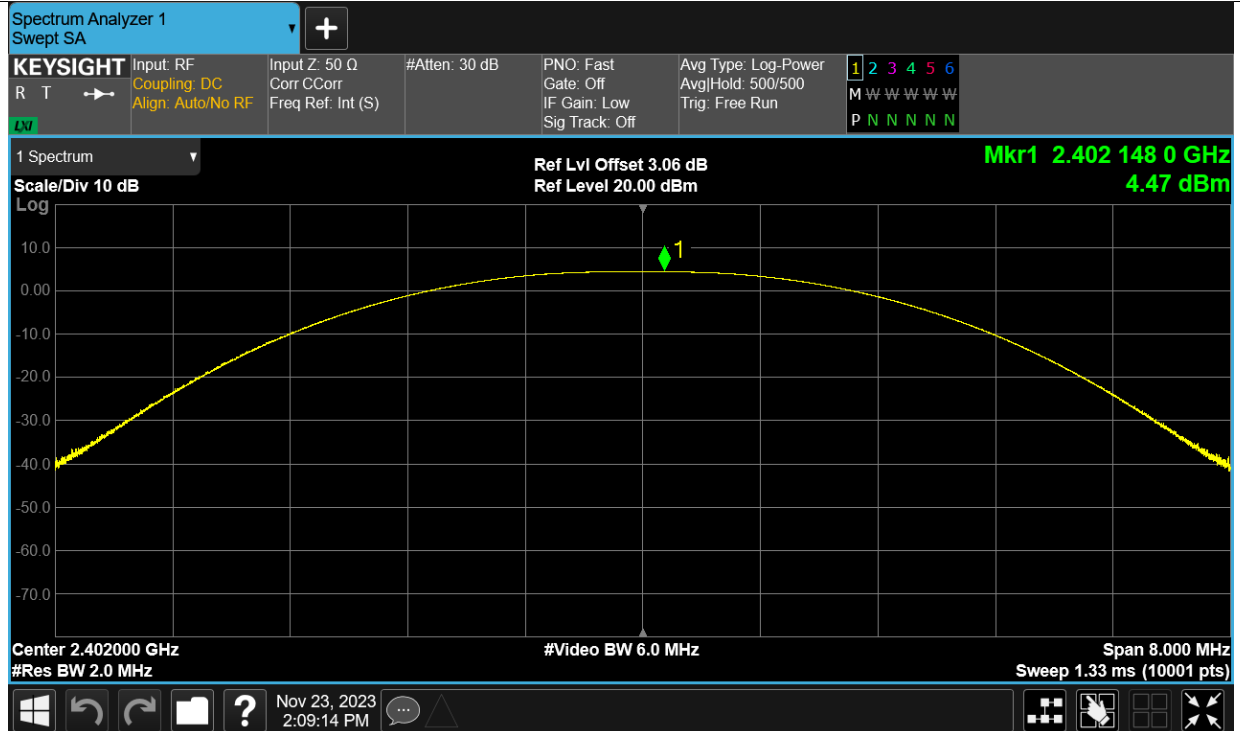 Spectrum Analyzer 1
Swept SA
KEYSIGHT
R T
LXI
Input: RF
Coupling: DC
Align: Auto/No RF
Input Z: 50 Ω
Corr CCorr
Freq Ref: Int (S)
#Atten: 30 dB
PNO: Fast
Gate: Off
IF Gain: Low
Sig Track: Off
Avg Type: Log-Power
Avg|Hold: 500/500
Trig: Free Run
1 2 3 4 5 6
M W W W W W
P N N N N N
1 Spectrum
Scale/Div 10 dB
Ref Lvl Offset 3.06 dB
Ref Level 20.00 dBm
Mkr1 2.402 148 0 GHz
4.47 dBm
Log
10.0
0.00
-10.0
-20.0
-30.0
-40.0
-50.0
-60.0
-70.0
1
Center 2.402000 GHz
#Res BW 2.0 MHz
#Video BW 6.0 MHz
Span 8.000 MHz
Sweep 1.33 ms (10001 pts)
?
Nov 23, 2023
2:09:14 PM